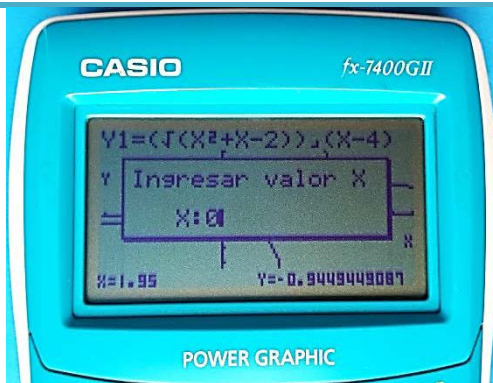 CASIO fx-7400GII
Y1=(√(X²+X-2))⌟(X-4)
Y
Ingresar valor X
X:0
X
X=1.95 Y=-0.9449449087
POWER GRAPHIC